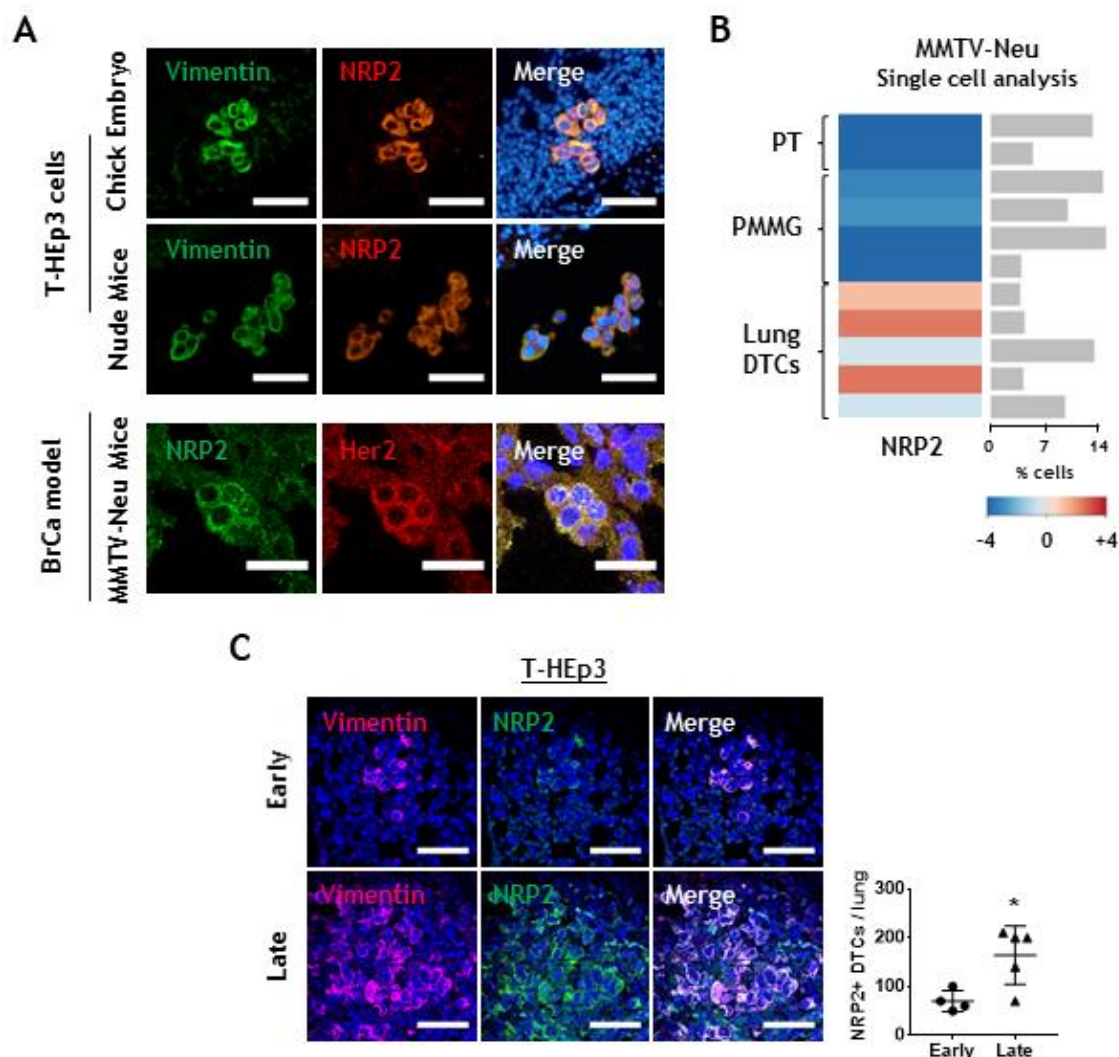 A
T-HEp3 cells
Chick Embryo
Vimentin
NRP2
Merge
Nude Mice
Vimentin
NRP2
Merge
BrCa model
MMTV-Neu Mice
NRP2
Her2
Merge
B
MMTV-Neu
Single cell analysis
PT
PMMG
Lung
DTCs
NRP2
0 7 14
% cells
-4 0 +4
C
T-HEp3
Early
Vimentin
NRP2
Merge
Late
Vimentin
NRP2
Merge
NRP2+ DTCs / lung
300
200
100
0
*
Early Late